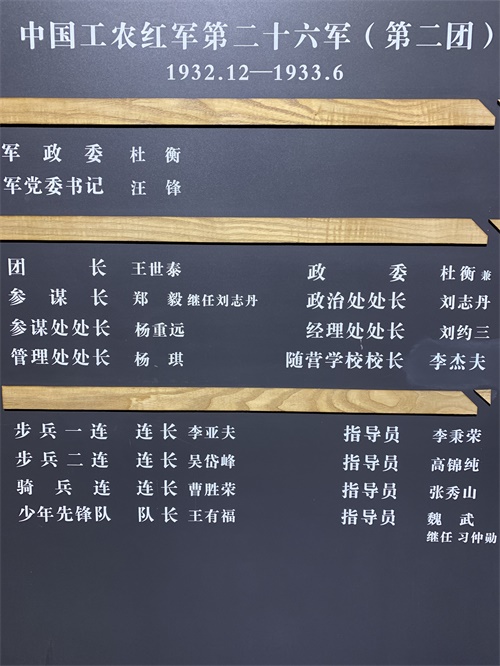 中国工农红军第二十六军（第二团）
1932.12—1933.6
军政委 杜衡
军党委书记 汪锋
团长 王世泰 政委 杜衡 兼
参谋长 郑毅 继任刘志丹 政治处处长 刘志丹
参谋处处长 杨重远 经理处处长 刘约三
管理处处长 杨琪 随营学校校长 李杰夫
步兵一连 连长 李亚夫 指导员 李秉荣
步兵二连 连长 吴岱峰 指导员 高锦纯
骑兵连 连长 曹胜荣 指导员 张秀山
少年先锋队 队长 王有福 指导员 魏武
继任 习仲勋